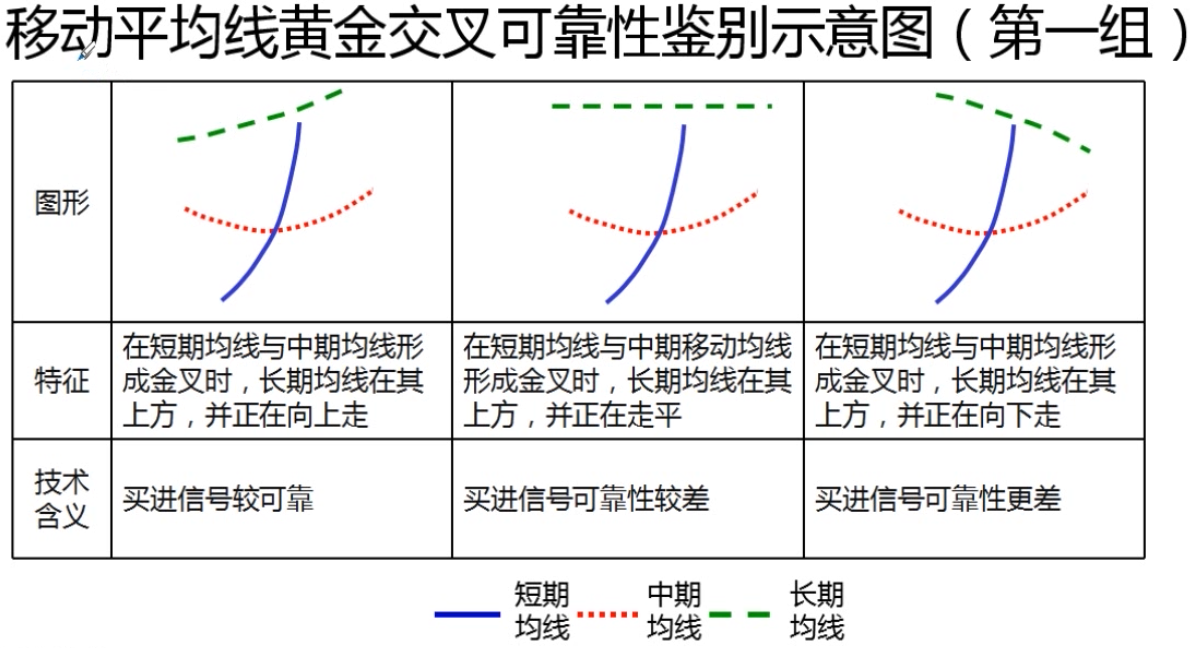 移动平均线黄金交叉可靠性鉴别示意图（第一组）
图形
特征
在短期均线与中期均线形
成金叉时，长期均线在其
上方，并正在向上走
在短期均线与中期移动均线
形成金叉时，长期均线在其
上方，并正在走平
在短期均线与中期均线形
成金叉时，长期均线在其
上方，并正在向下走
技术
含义
买进信号较可靠
买进信号可靠性较差
买进信号可靠性更差
短期
均线
中期
均线
长期
均线